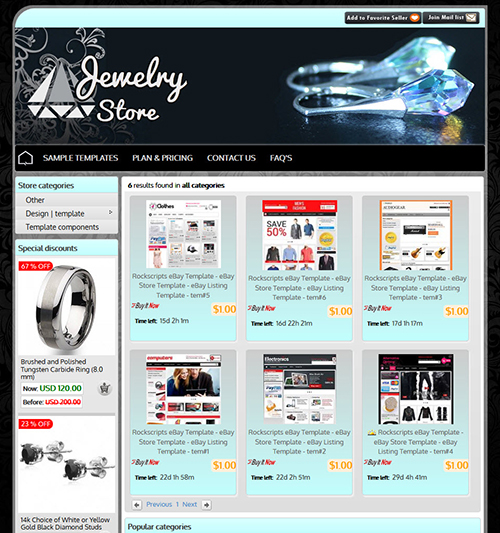 Add to Favorite Seller
Join Mail list
Jewelry
Store
SAMPLE TEMPLATES
PLAN & PRICING
CONTACT US
FAQ'S
Store categories
Other
Design | template
Template components
Special discounts
67 % OFF
Brushed and Polished
Tungsten Carbide Ring (8.0
mm)
Now: USD 120.00
Before: USD 200.00
23 % OFF
14k Choice of White or Yellow
Gold Black Diamond Studs
6 results found in all categories
Clothes
Rockscripts eBay Template - eBay
Store Template - eBay Listing
Template - tem#5
Buy It Now
$1.00
Time left: 15d 2h 1m
MEN'S
FASHION
SAVE
50%
Rockscripts eBay Template - eBay
Store Template - eBay Listing
Template - tem#6
Buy It Now
$1.00
Time left: 16d 22h 21m
AUDIOGEAR
Rockscripts eBay Template - eBay
Store Template - eBay Listing
Template - tem#3
Buy It Now
$1.00
Time left: 17d 1h 17m
computers
Rockscripts eBay Template - eBay
Store Template - eBay Listing
Template - tem#1
Buy It Now
$1.00
Time left: 22d 1h 58m
Electronics
Rockscripts eBay Template - eBay
Store Template - eBay Listing
Template - tem#2
Buy It Now
$1.00
Time left: 22d 2h 51m
Rockscripts eBay Template -
eBay Store Template - eBay
Listing Template - tem#4
Buy It Now
$1.00
Time left: 29d 4h 41m
Previous 1 Next
Popular categories